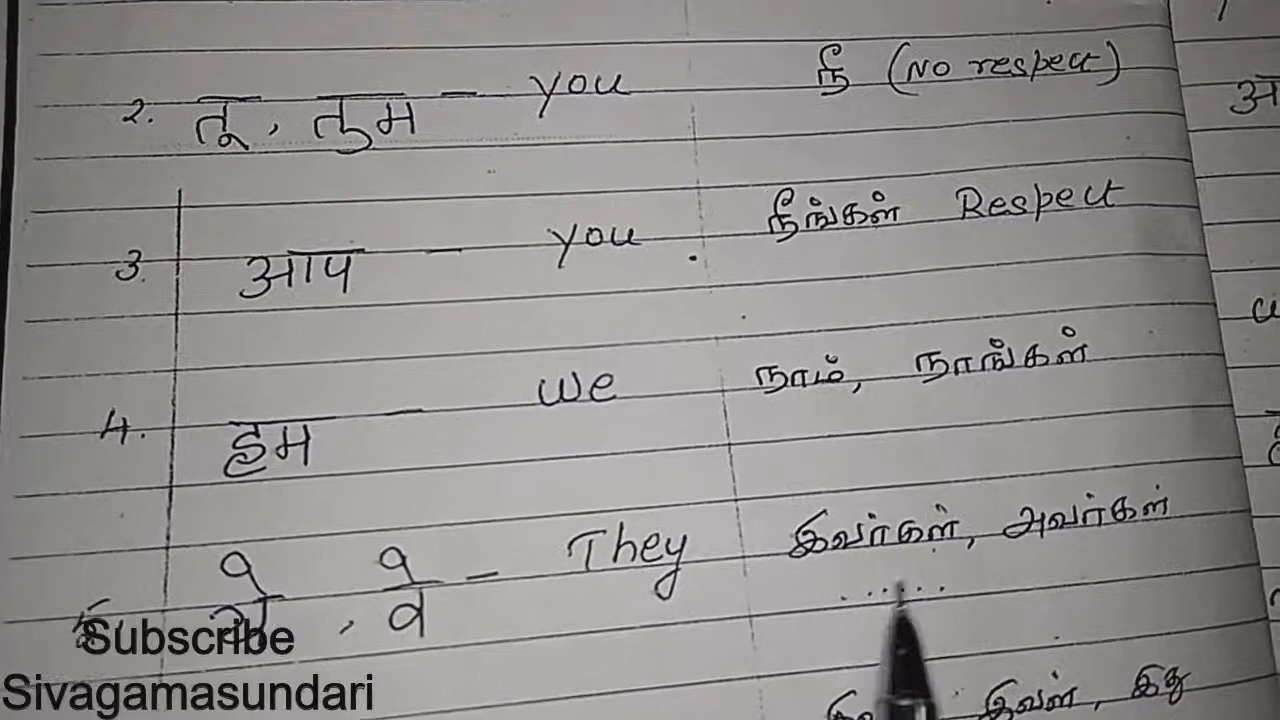 2. तू, तुम - you நீ (No respect)
अ
3. आप - you நீங்கள் Respect
4. हम - we நாம், நாங்கள்
5. ये, वे - They இவர்கள், அவர்கள்
இவன், இது
Subscribe
Sivagamasundari